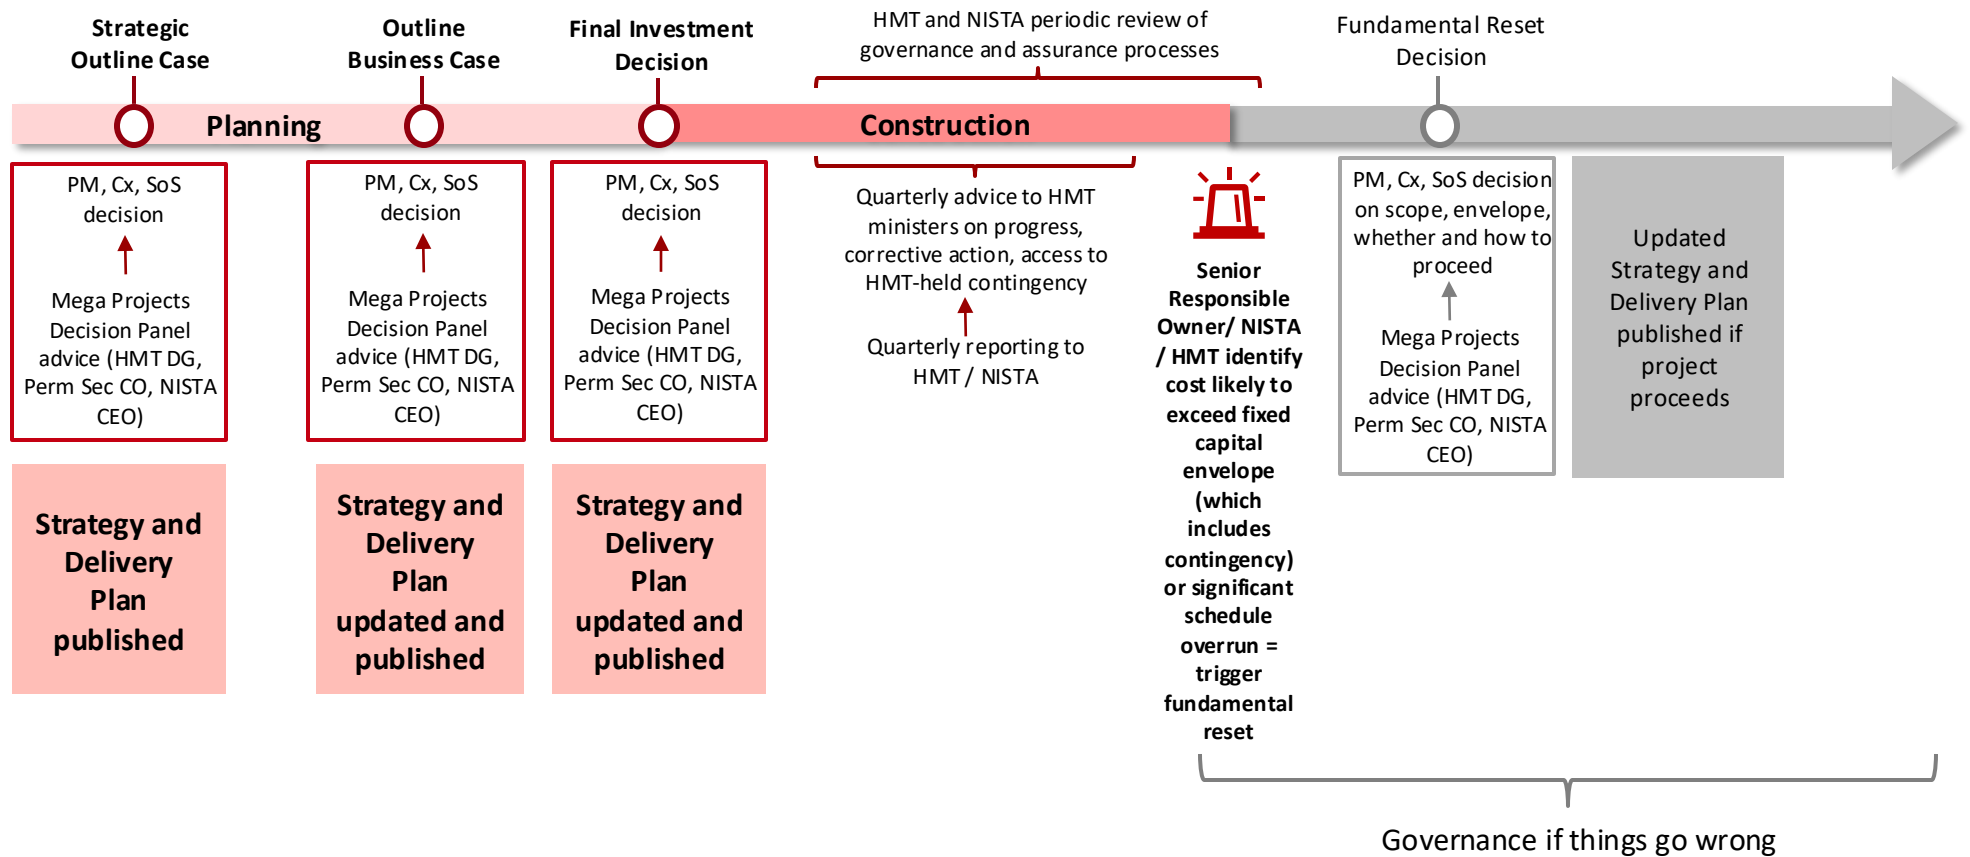 Strategic
Outline Case
Outline
Business Case
Final Investment
Decision
HMT and NISTA periodic review of
governance and assurance processes
Fundamental Reset
Decision
Planning
Construction
PM, Cx, SoS
decision
Mega Projects
Decision Panel
advice (HMT DG,
Perm Sec CO, NISTA
CEO)
PM, Cx, SoS
decision
Mega Projects
Decision Panel
advice (HMT DG,
Perm Sec CO, NISTA
CEO)
PM, Cx, SoS
decision
Mega Projects
Decision Panel
advice (HMT DG,
Perm Sec CO, NISTA
CEO)
Quarterly advice to HMT
ministers on progress,
corrective action, access to
HMT-held contingency
Quarterly reporting to
HMT / NISTA
Senior
Responsible
Owner/ NISTA
/ HMT identify
cost likely to
exceed fixed
capital
envelope
(which
includes
contingency)
or significant
schedule
overrun =
trigger
fundamental
reset
PM, Cx, SoS decision
on scope, envelope,
whether and how to
proceed
Mega Projects
Decision Panel
advice (HMT DG,
Perm Sec CO, NISTA
CEO)
Updated
Strategy and
Delivery Plan
published if
project
proceeds
Strategy and
Delivery
Plan
published
Strategy and
Delivery
Plan
updated and
published
Strategy and
Delivery
Plan
updated and
published
Governance if things go wrong